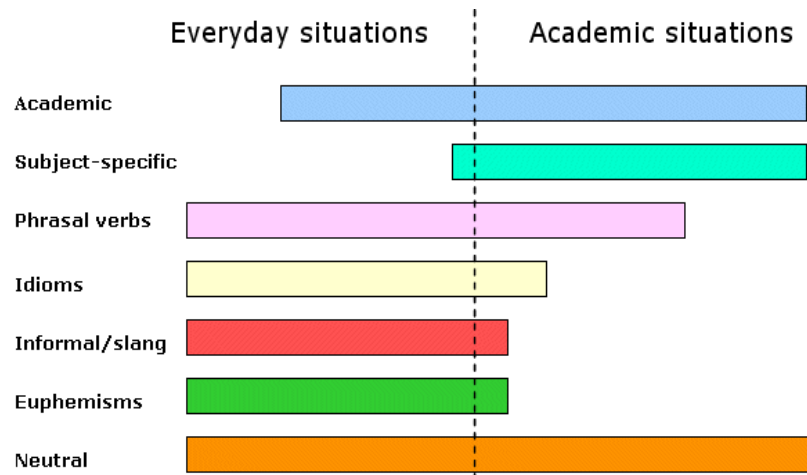 Everyday situations
Academic situations
Academic
Subject-specific
Phrasal verbs
Idioms
Informal/slang
Euphemisms
Neutral